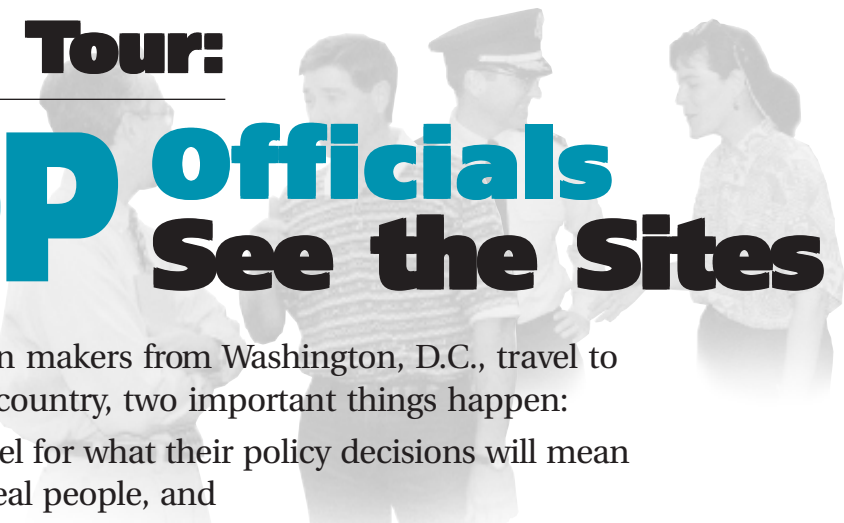 Tour:
P Officials
See the Sites
n makers from Washington, D.C., travel to
country, two important things happen:
el for what their policy decisions will mean
eal people, and